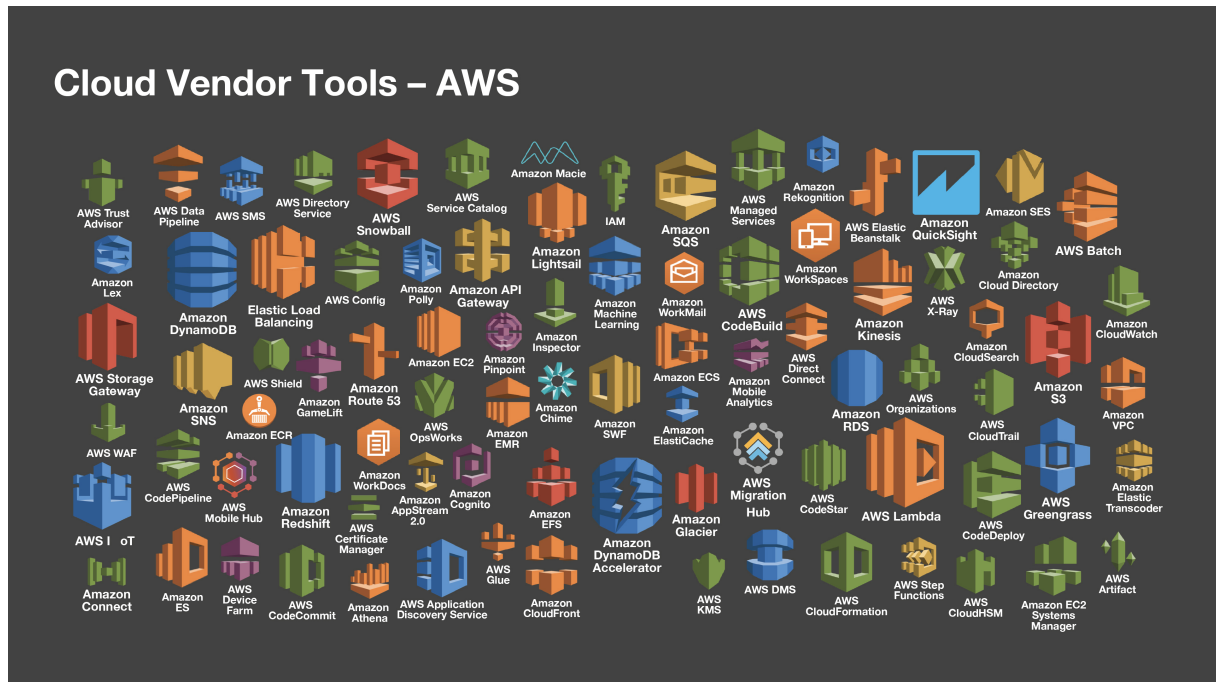 Cloud Vendor Tools – AWS
AWS Trust
Advisor
AWS Data
Pipeline
AWS SMS
AWS Directory
Service
AWS
Snowball
AWS
Service Catalog
Amazon Macie
IAM
Amazon
SQS
AWS
Managed
Services
Amazon
Rekognition
AWS Elastic
Beanstalk
Amazon
QuickSight
Amazon SES
AWS Batch
Amazon
Lex
Amazon
DynamoDB
Elastic Load
Balancing
AWS Config
Amazon
Polly
Amazon API
Gateway
Amazon
Lightsail
Amazon
Machine
Learning
Amazon
WorkMail
AWS
CodeBuild
Amazon
WorkSpaces
Amazon
Kinesis
AWS
X-Ray
Amazon
Cloud Directory
Amazon
CloudWatch
AWS Storage
Gateway
Amazon
SNS
AWS Shield
Amazon
GameLift
Amazon
Route 53
Amazon EC2
Amazon
Pinpoint
Amazon
Inspector
Amazon ECS
Amazon
Mobile
Analytics
AWS
Direct
Connect
Amazon
RDS
AWS
Organizations
Amazon
CloudSearch
Amazon
S3
Amazon
VPC
AWS WAF
Amazon ECR
AWS
OpsWorks
Amazon
EMR
Amazon
Chime
Amazon
SWF
Amazon
ElastiCache
AWS
CloudTrail
AWS
CodePipeline
AWS
Mobile Hub
Amazon
Redshift
Amazon
WorkDocs
Amazon
AppStream
2.0
Amazon
Cognito
Amazon
EFS
Amazon
DynamoDB
Accelerator
Amazon
Glacier
AWS
Migration
Hub
AWS
CodeStar
AWS Lambda
AWS
CodeDeploy
AWS
Greengrass
Amazon
Elastic
Transcoder
AWS I oT
AWS
Certificate
Manager
Amazon
Connect
Amazon
ES
AWS
Device
Farm
AWS
CodeCommit
Amazon
Athena
AWS Application
Discovery Service
AWS
Glue
Amazon
CloudFront
AWS
KMS
AWS DMS
AWS
CloudFormation
AWS Step
Functions
AWS
CloudHSM
Amazon EC2
Systems
Manager
AWS
Artifact